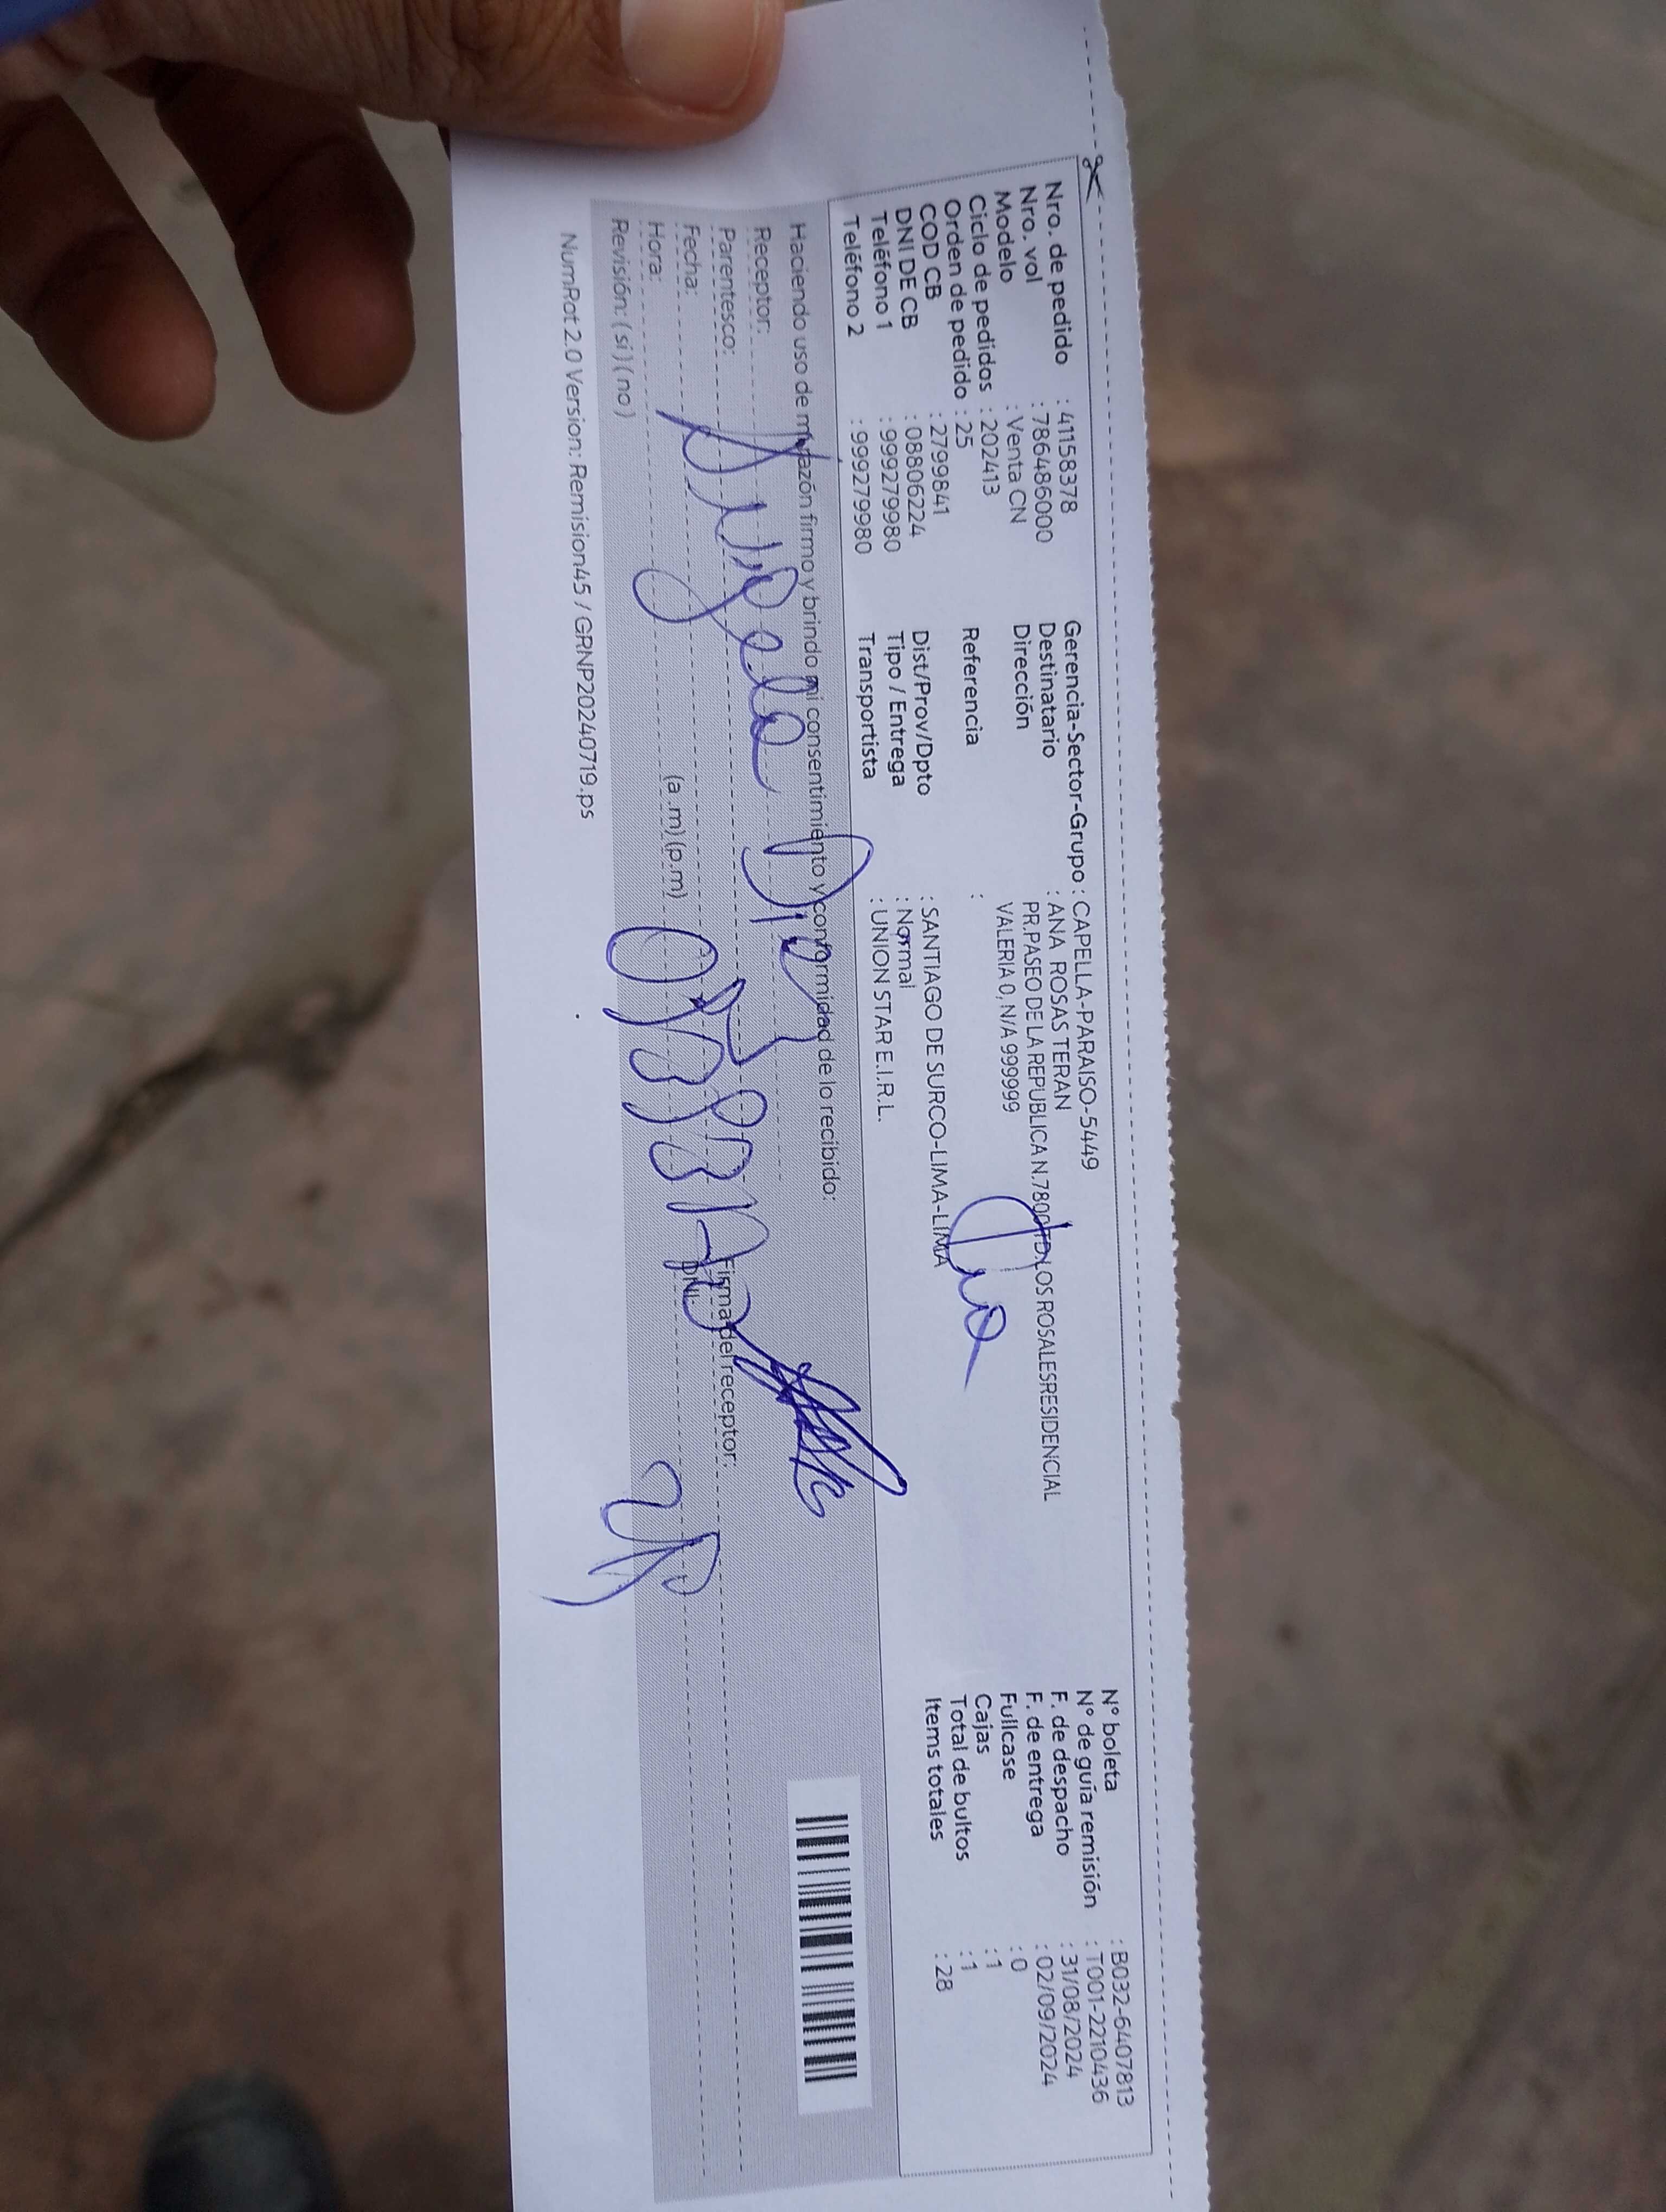 Nro. de pedido : 41158378
Nro. vol : 786486000
Modelo : Venta CN
Ciclo de pedidos : 202413
Orden de pedido : 25
COD CB : 2799841
DNI DE CB : 08806224
Teléfono 1 : 999279980
Teléfono 2 : 999279980
Gerencia-Sector-Grupo : CAPELLA-PARAISO-5449
Destinatario : ANA ROSAS TERAN
Dirección PR.PASEO DE LA REPUBLICA N.7800 LOS ROSALESRESIDENCIAL
VALERIA 0, N/A 999999
Referencia :
Dist/Prov/Dpto : SANTIAGO DE SURCO-LIMA-LIMA
Tipo / Entrega : Normal
Transportista : UNION STAR E.I.R.L.
N° boleta : B032-6407813
N° de guía remisión : T001-2210436
F. de despacho : 31/08/2024
F. de entrega : 02/09/2024
Fullcase : 0
Cajas : 1
Total de bultos : 1
Items totales : 28
Haciendo uso de mi razón firmo y brindo mi consentimiento y conformidad de lo recibido:
Receptor:
Parentesco:
Firma del receptor:
Fecha:
DNI:
Hora: (a.m) (p.m)
Revisión: ( sí ) ( no )
NumRot 2.0 Version: Remision45 / GRNP20240719.ps